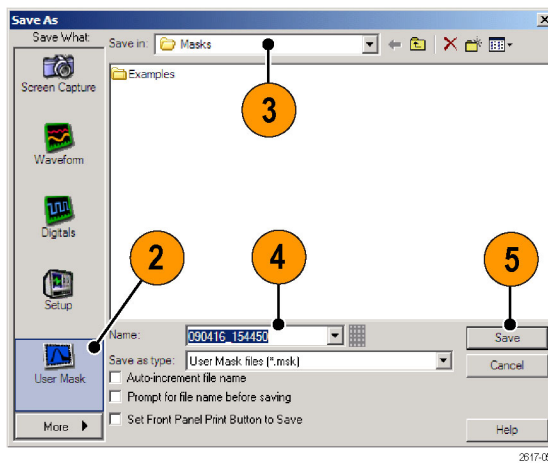 Save As
Save What:
Save in: Masks
Screen Capture
Examples
3
Waveform
Digitals
2
4
5
Setup
Name: 090416_154450
Save
Save as type: User Mask files (*.msk)
Cancel
User Mask
Auto-increment file name
Prompt for file name before saving
Set Front Panel Print Button to Save
More
Help